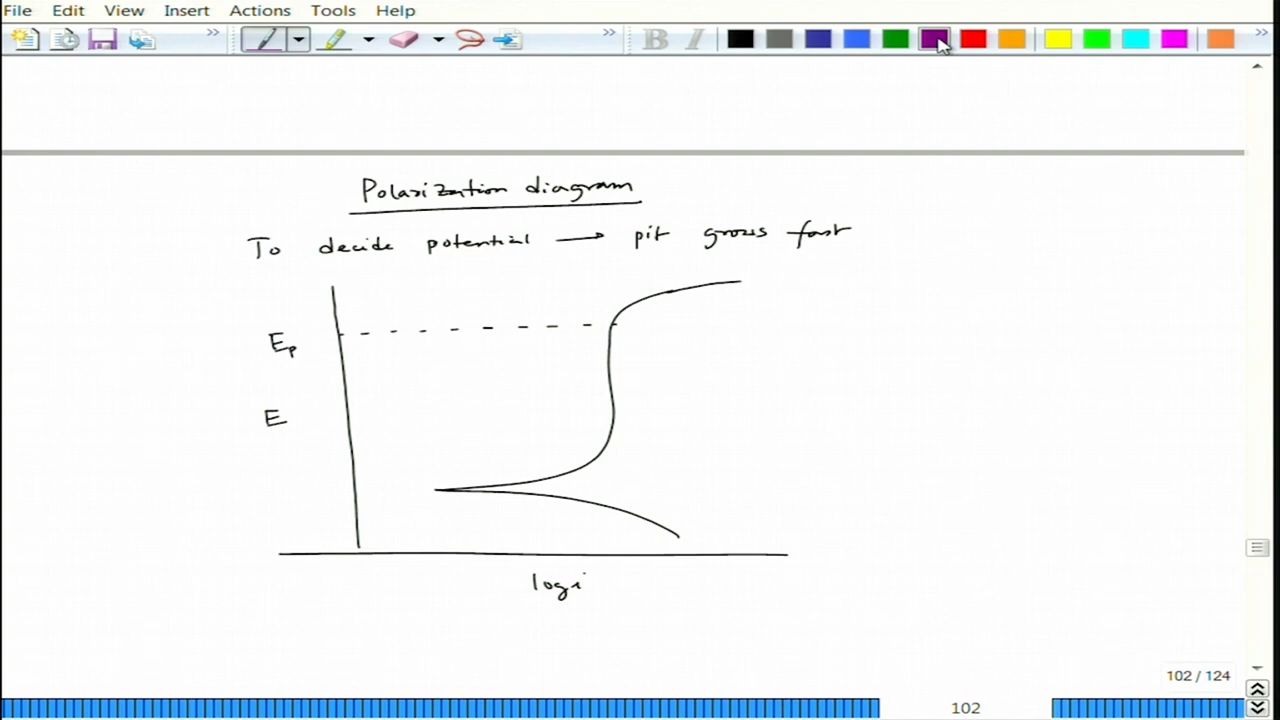 File Edit View Insert Actions Tools Help
B I
Polarization diagram
To decide potential → pit grows fast
Ep
E
log i
102 / 124
102